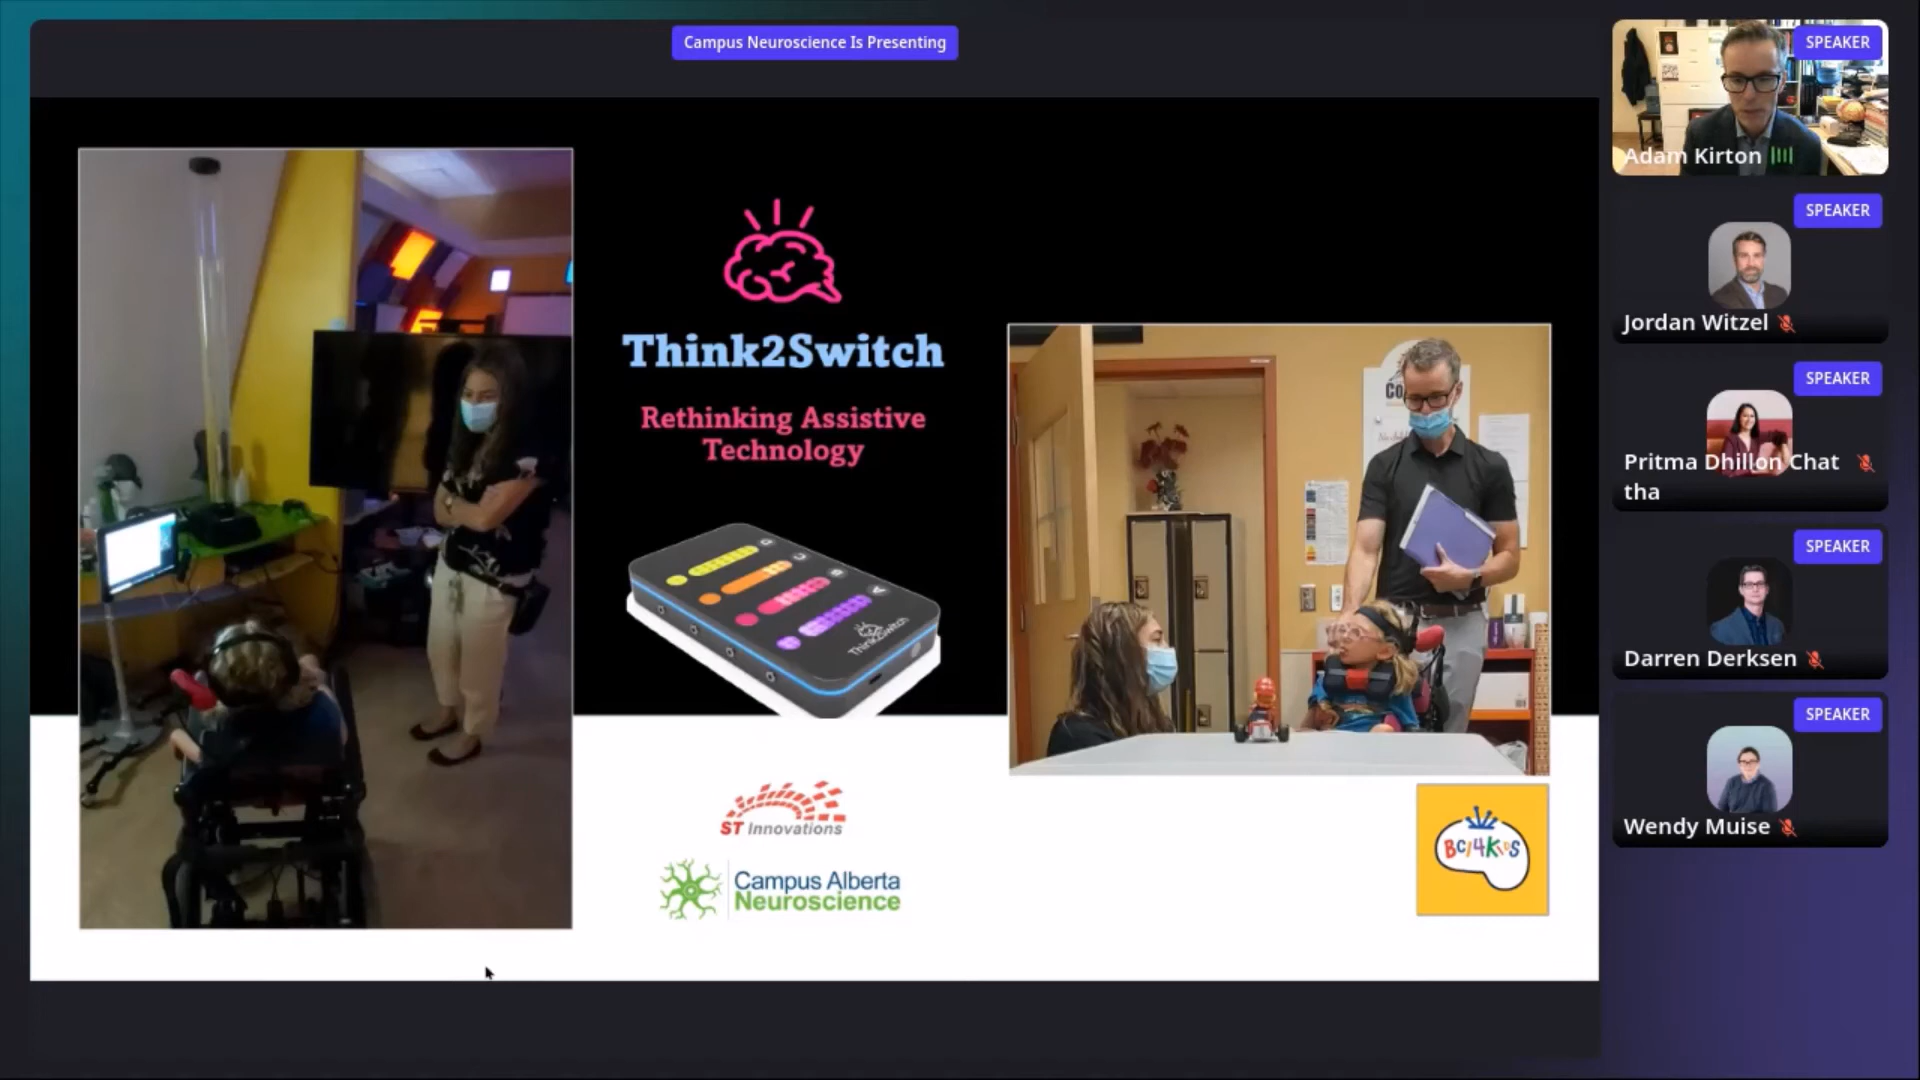 Campus Neuroscience Is Presenting
SPEAKER
Adam Kirton
SPEAKER
Jordan Witzel
SPEAKER
Pritma Dhillon Chat
tha
SPEAKER
Darren Derksen
SPEAKER
Wendy Muise
Think2Switch
Rethinking Assistive
Technology
Think2Switch
ST Innovations
Campus Alberta
Neuroscience
BCI4KIDS